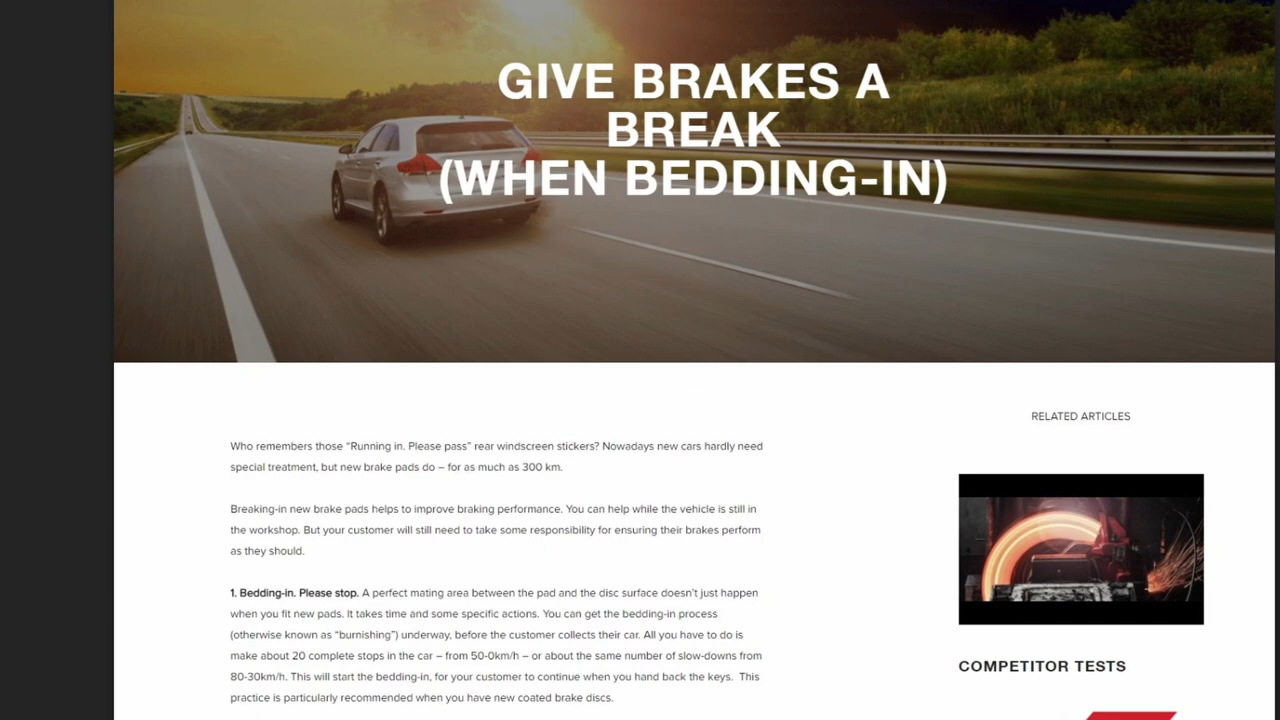 GIVE BRAKES A
BREAK
(WHEN BEDDING-IN)
RELATED ARTICLES
Who remembers those “Running in. Please pass” rear windscreen stickers? Nowadays new cars hardly need
special treatment, but new brake pads do – for as much as 300 km.
Breaking-in new brake pads helps to improve braking performance. You can help while the vehicle is still in
the workshop. But your customer will still need to take some responsibility for ensuring their brakes perform
as they should.
1. Bedding-in. Please stop. A perfect mating area between the pad and the disc surface doesn’t just happen
when you fit new pads. It takes time and some specific actions. You can get the bedding-in process
(otherwise known as “burnishing”) underway, before the customer collects their car. All you have to do is
make about 20 complete stops in the car – from 50-0km/h – or about the same number of slow-downs from
80-30km/h. This will start the bedding-in, for your customer to continue when you hand back the keys.  This
practice is particularly recommended when you have new coated brake discs.
COMPETITOR TESTS